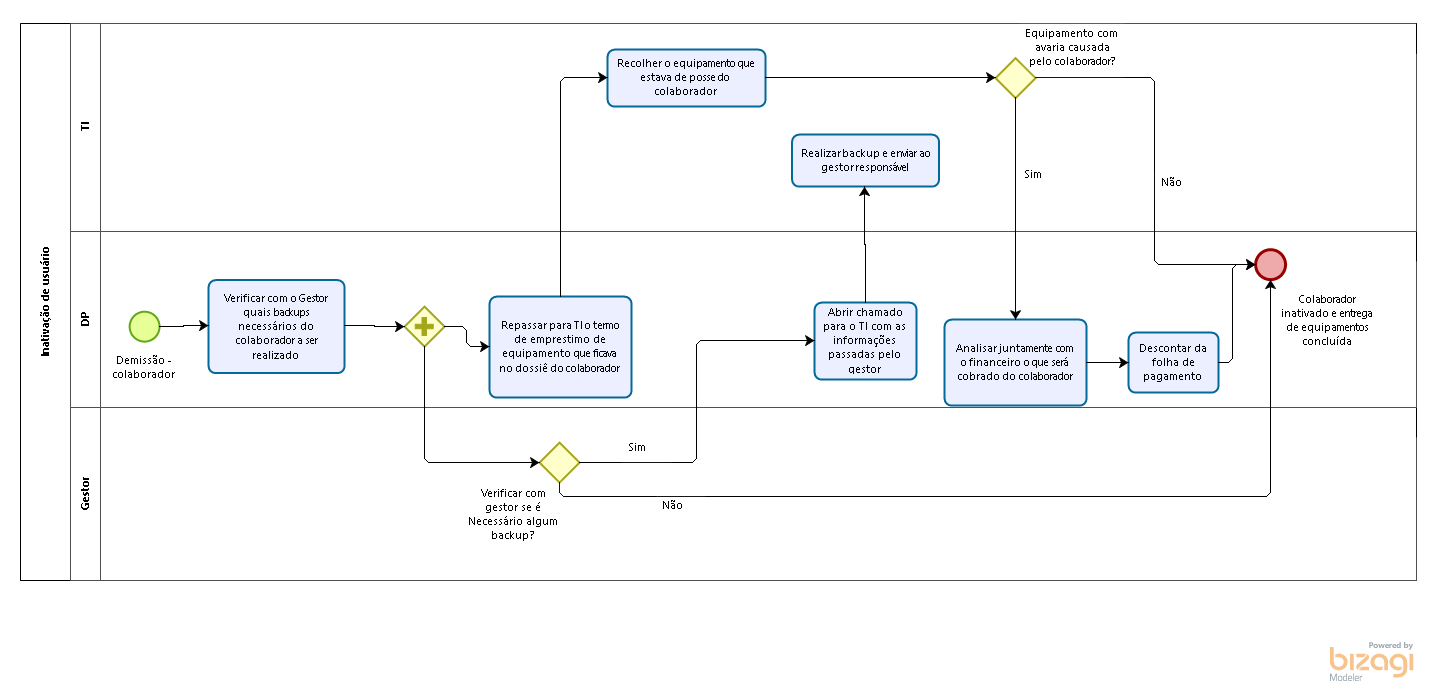 Inativação de usuário
TI
Recolher o equipamento que
estava de posse do
colaborador
Equipamento com
avaria causada
pelo colaborador?
Realizar backup e enviar ao
gestor responsável
Sim
Não
DP
Demissão -
colaborador
Verificar com o Gestor
quais backups
necessários do
colaborador a ser
realizado
Repassar para TI o termo
de emprestimo de
equipamento que ficava
no dossiê do colaborador
Abrir chamado
para o TI com as
informações
passadas pelo
gestor
Analisar juntamente com
o financeiro o que será
cobrado do colaborador
Descontar da
folha de
pagamento
Colaborador
inativado e entrega
de equipamentos
concluída
Gestor
Verificar com
gestor se é
Necessário algum
backup?
Sim
Não
Powered by
bizagi
Modeler